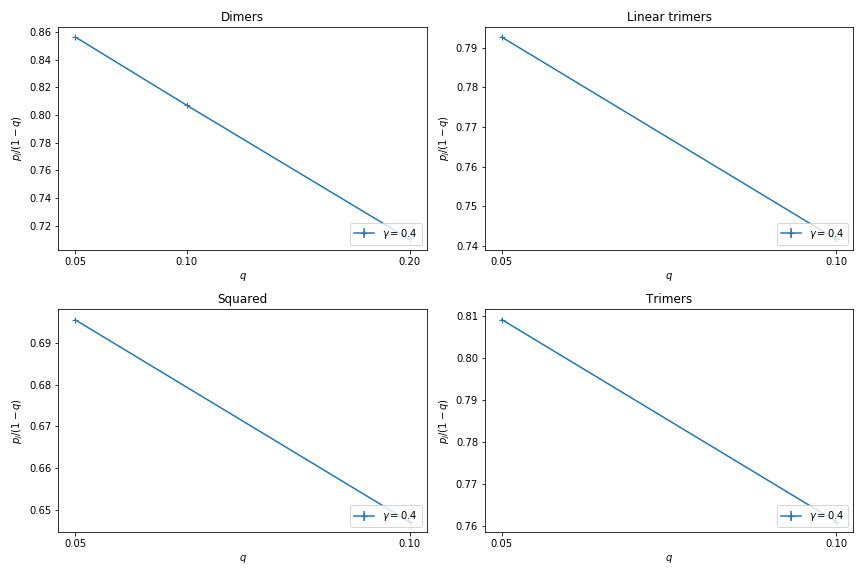 Dimers
0.86
0.84
0.82
0.80
0.78
0.76
0.74
0.72
p_j/(1 − q)
0.05
0.10
0.20
q
γ = 0.4
Linear trimers
0.79
0.78
0.77
0.76
0.75
0.74
p_j/(1 − q)
0.05
0.10
q
γ = 0.4
Squared
0.69
0.68
0.67
0.66
0.65
p_j/(1 − q)
0.05
0.10
q
γ = 0.4
Trimers
0.81
0.80
0.79
0.78
0.77
0.76
p_j/(1 − q)
0.05
0.10
q
γ = 0.4